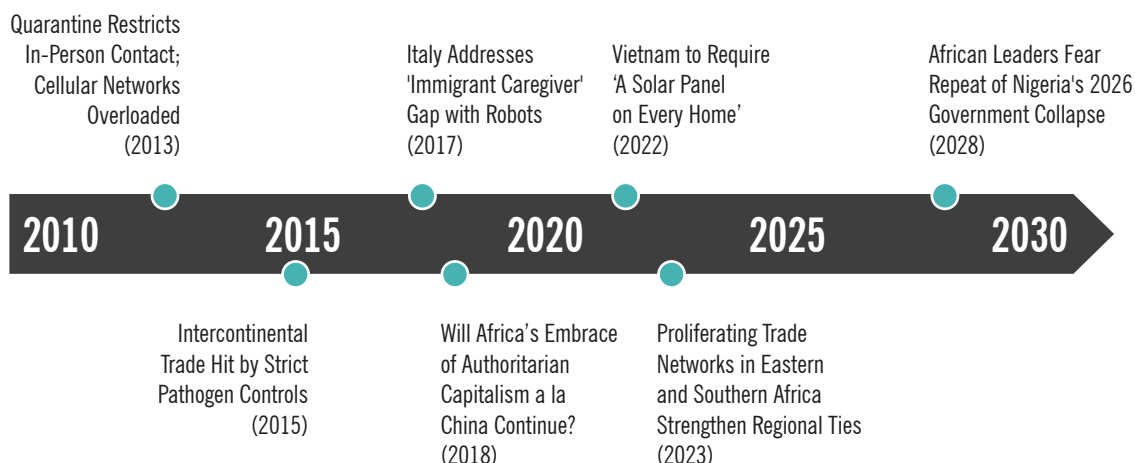 Quarantine Restricts
In-Person Contact;
Cellular Networks
Overloaded
(2013)
Italy Addresses
'Immigrant Caregiver'
Gap with Robots
(2017)
Vietnam to Require
‘A Solar Panel
on Every Home’
(2022)
African Leaders Fear
Repeat of Nigeria's 2026
Government Collapse
(2028)
2010 2015 2020 2025 2030
Intercontinental
Trade Hit by Strict
Pathogen Controls
(2015)
Will Africa’s Embrace
of Authoritarian
Capitalism a la
China Continue?
(2018)
Proliferating Trade
Networks in Eastern
and Southern Africa
Strengthen Regional Ties
(2023)